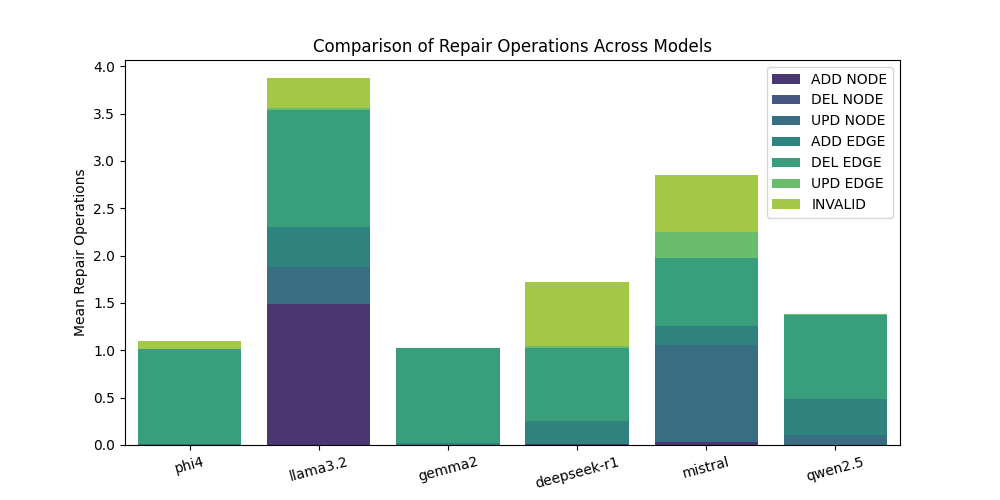 Comparison of Repair Operations Across Models
Mean Repair Operations
4.0
3.5
3.0
2.5
2.0
1.5
1.0
0.5
0.0
ADD NODE
DEL NODE
UPD NODE
ADD EDGE
DEL EDGE
UPD EDGE
INVALID
phi4 llama3.2 gemma2 deepseek-r1 mistral qwen2.5